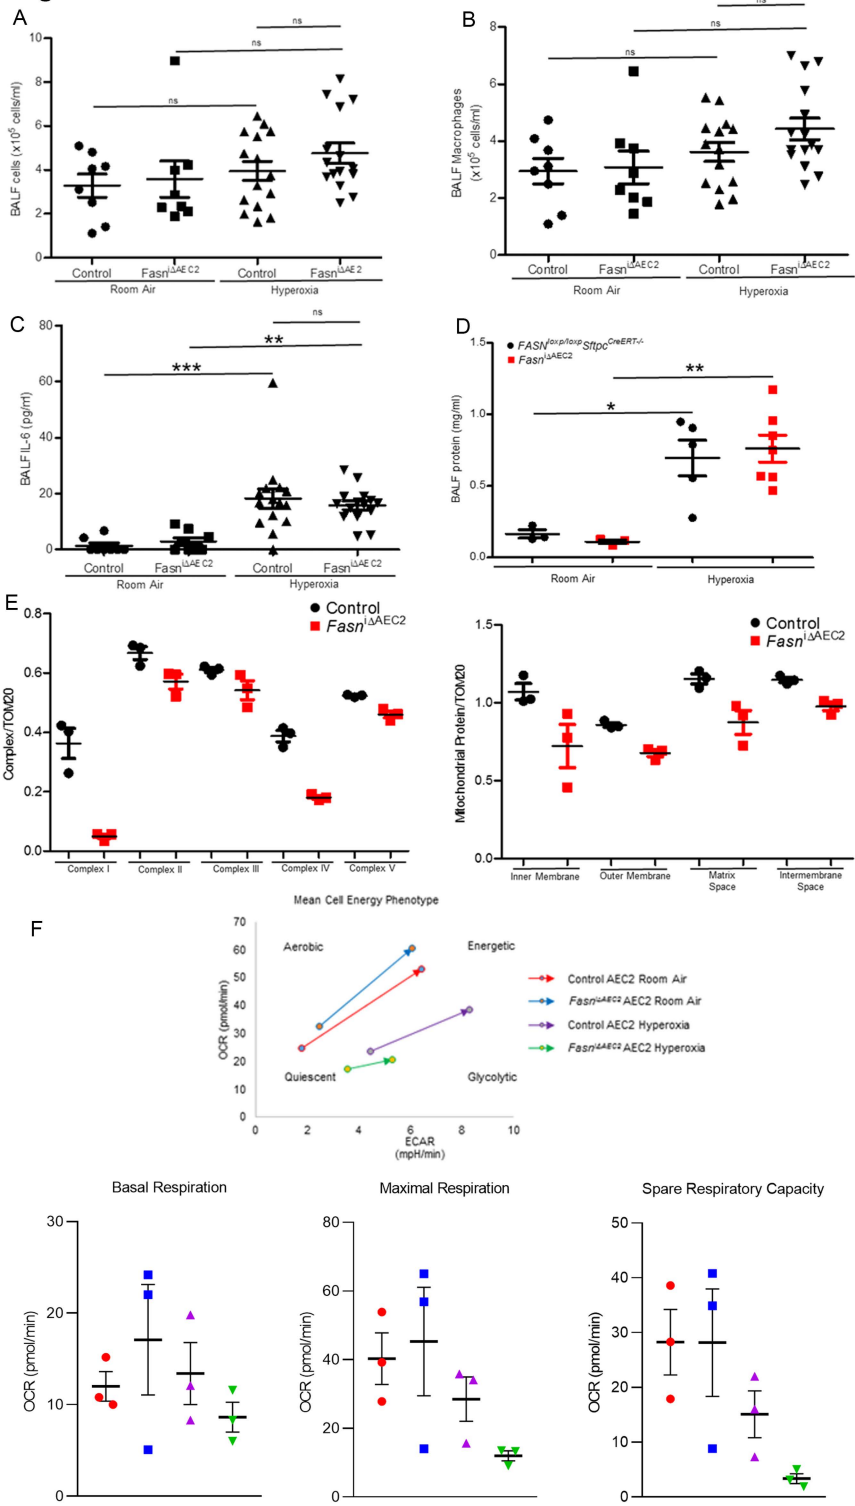 A
ns
ns
ns
BALF cells (x10⁵ cells/ml)
10
8
6
4
2
0
Control
Fasn^iΔAEC2
Control
Fasn^iΔAE2
Room Air
Hyperoxia
B
ns
ns
ns
BALF Macrophages
(x10⁵ cells/ml)
8
6
4
2
0
Control
Fasn^iΔAEC2
Control
Fasn^iΔAEC2
Room Air
Hyperoxia
C
ns
**
***
BALF IL-6 (pg/ml)
80
60
40
20
0
Control
Fasn^iΔAEC2
Control
Fasn^iΔAEC2
Room Air
Hyperoxia
D
FASN^loxp/loxp Sftpc^CreERT-/-
Fasn^iΔAEC2
**
*
BALF protein (mg/ml)
1.5
1.0
0.5
0.0
Room Air
Hyperoxia
E
Control
Fasn^iΔAEC2
Complex/TOM20
0.8
0.6
0.4
0.2
0.0
Complex I
Complex II
Complex III
Complex IV
Complex V
Control
Fasn^iΔAEC2
Mitochondrial Protein/TOM20
1.5
1.0
0.5
0.0
Inner Membrane
Outer Membrane
Matrix
Space
Intermembrane
Space
F
Mean Cell Energy Phenotype
OCR (pmol/min)
70
60
50
40
30
20
10
0
Aerobic
Energetic
Quiescent
Glycolytic
0
2
4
6
8
10
ECAR
(mpH/min)
Control AEC2 Room Air
Fasn^iΔAEC2 AEC2 Room Air
Control AEC2 Hyperoxia
Fasn^iΔAEC2 AEC2 Hyperoxia
Basal Respiration
OCR (pmol/min)
30
20
10
0
Maximal Respiration
OCR (pmol/min)
80
60
40
20
0
Spare Respiratory Capacity
OCR (pmol/min)
50
40
30
20
10
0